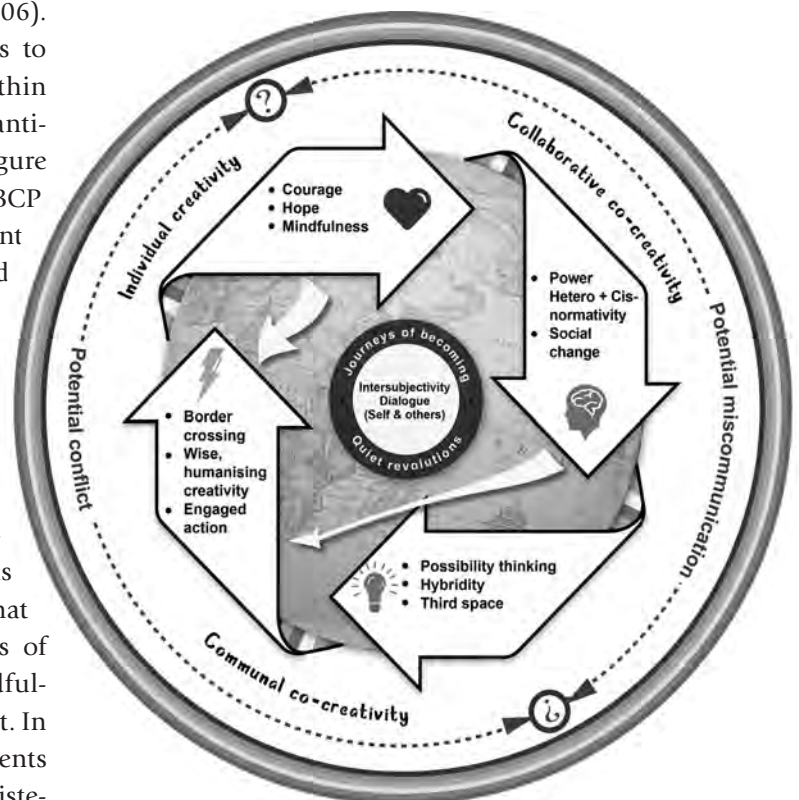 06).
s to
thin
anti-
gure
BCP
nt
d
s
hat
s of
dful-
t. In
ents
iste-
?
Individual creativity
Collaborative co-creativity
• Courage
• Hope
• Mindfulness
• Power
Hetero + Cis-
normativity
• Social
change
Potential conflict
Potential miscommunication
Journeys of becoming
Intersubjectivity
Dialogue
(Self & others)
Quiet revolutions
• Border
crossing
• Wise,
humanising
creativity
• Engaged
action
• Possibility thinking
• Hybridity
• Third space
Communal co-creativity
¿